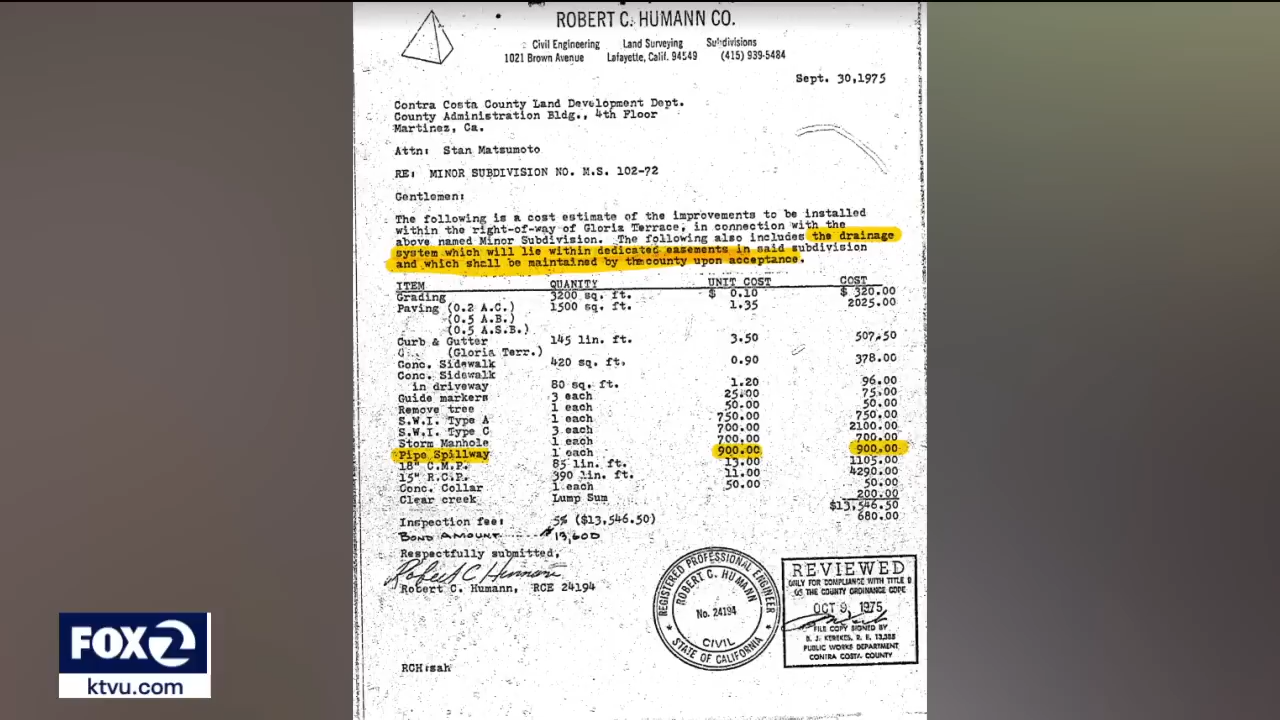 ROBERT C. HUMANN CO.
Civil Engineering Land Surveying Subdivisions
1021 Brown Avenue Lafayette, Calif. 94549 (415) 939-5484
Sept. 30, 1975
Contra Costa County Land Development Dept.
County Administration Bldg., 4th Floor
Martinez, Ca.
Attn: Stan Matsumoto
RE: MINOR SUBDIVISION NO. M.S. 102-72
Gentlemen:
The following is a cost estimate of the improvements to be installed
within the right-of-way of Gloria Terrace, in connection with the
above named Minor Subdivision. The following also includes the drainage
system which will lie within dedicated easements in said subdivision
and which shall be maintained by the county upon acceptance.
ITEM QUANTITY UNIT COST COST
Grading 3200 sq. ft. $ 0.10 $ 320.00
Paving (0.2 A.C.) 1500 sq. ft. 1.35 2025.00
(0.5 A.B.)
(0.5 A.S.B.)
Curb & Gutter 145 lin. ft. 3.50 507.50
(Gloria Terr.)
Conc. Sidewalk 420 sq. ft. 0.90 378.00
Conc. Sidewalk
in driveway 80 sq. ft. 1.20 96.00
Guide markers 3 each 25.00 75.00
Remove tree 1 each 50.00 50.00
S.W.I. Type A 1 each 750.00 750.00
S.W.I. Type C 3 each 700.00 2100.00
Storm Manhole 1 each 700.00 700.00
Pipe Spillway 1 each 900.00 900.00
18" C.M.P. 85 lin. ft. 13.00 1105.00
15" R.C.P. 390 lin. ft. 11.00 4290.00
Conc. Collar 1 each 50.00 50.00
Clear creek Lump Sum 200.00
$13,546.50
Inspection fee: 5% ($13,546.50) 680.00
BOND AMOUNT $13,600
Respectfully submitted,
Robert C Humann
Robert C. Humann, RCE 24194
RCH:sah
REGISTERED PROFESSIONAL ENGINEER
ROBERT C. HUMANN
No. 24194
CIVIL
STATE OF CALIFORNIA
REVIEWED
ONLY FOR COMPLIANCE WITH TITLE 9
OF THE COUNTY ORDINANCE CODE
OCT 9, 1975
FILE COPY SIGNED BY
PUBLIC WORKS DEPARTMENT
CONTRA COSTA COUNTY
FOX 2
ktvu.com